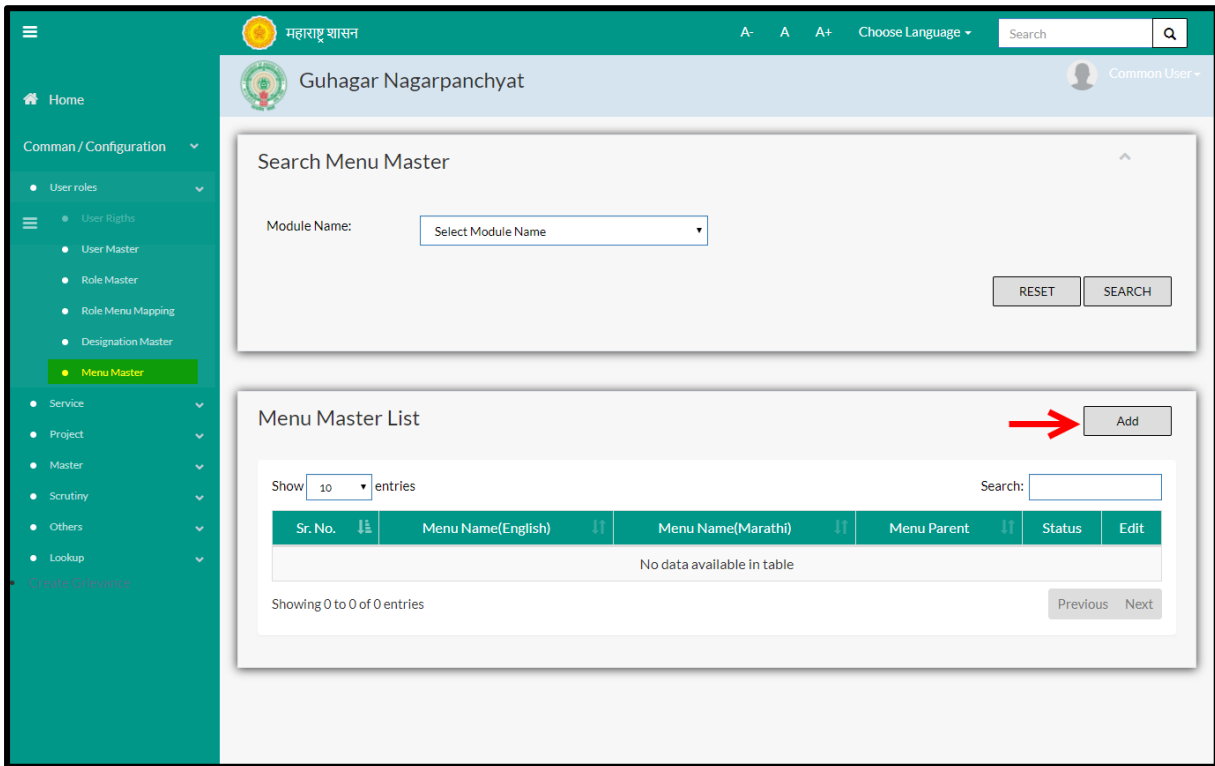 महाराष्ट्र शासन
A- A A+ Choose Language Search
Guhagar Nagarpanchyat
Common User
Home
Comman / Configuration
User roles
User Rigths
User Master
Role Master
Role Menu Mapping
Designation Master
Menu Master
Service
Project
Master
Scrutiny
Others
Lookup
Create Grievance
Search Menu Master
Module Name: Select Module Name
RESET SEARCH
Menu Master List
Add
Show 10 entries Search:
Sr. No. Menu Name(English) Menu Name(Marathi) Menu Parent Status Edit
No data available in table
Showing 0 to 0 of 0 entries Previous Next